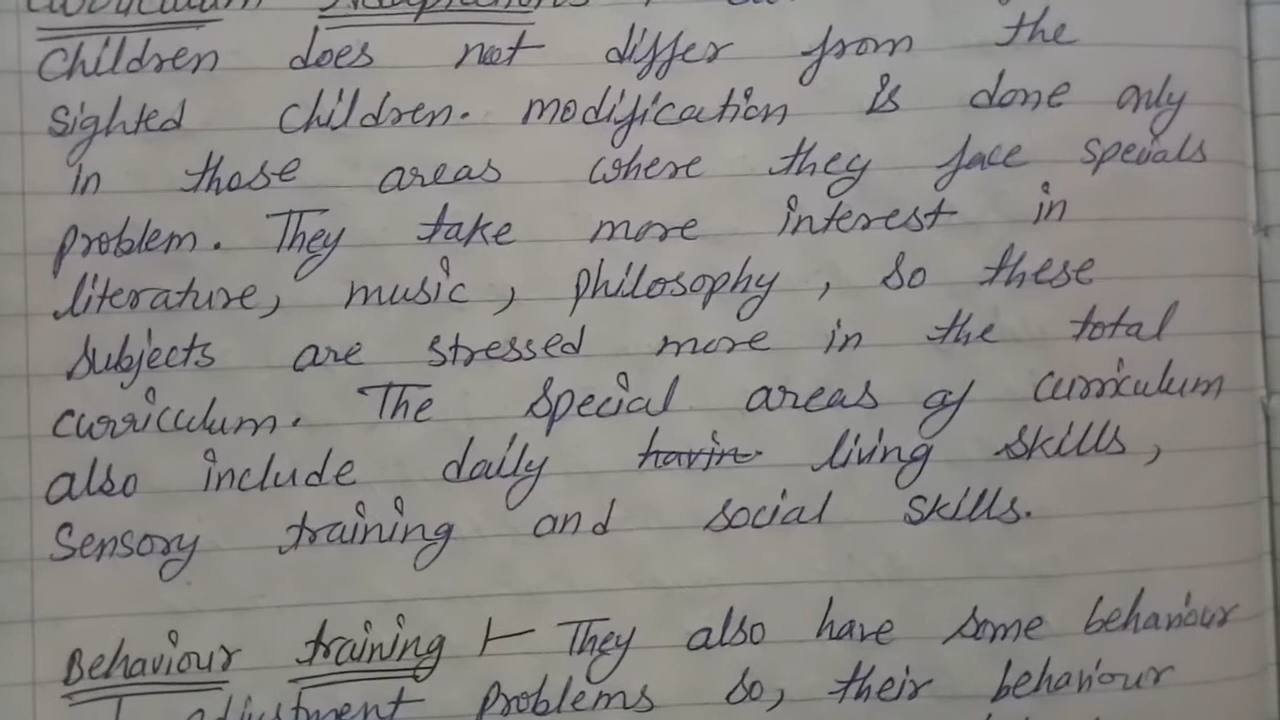 Curriculum Adaptations
children does not differ from the
sighted children. modification is done only
in those areas where they face specials
problem. They take more interest in
literature, music, philosophy, so these
subjects are stressed more in the total
curriculum. The special areas of curriculum
also include daily havin living skills,
Sensory training and social skills.
Behaviour training :- They also have some behaviour
adjustment problems so, their behaviour